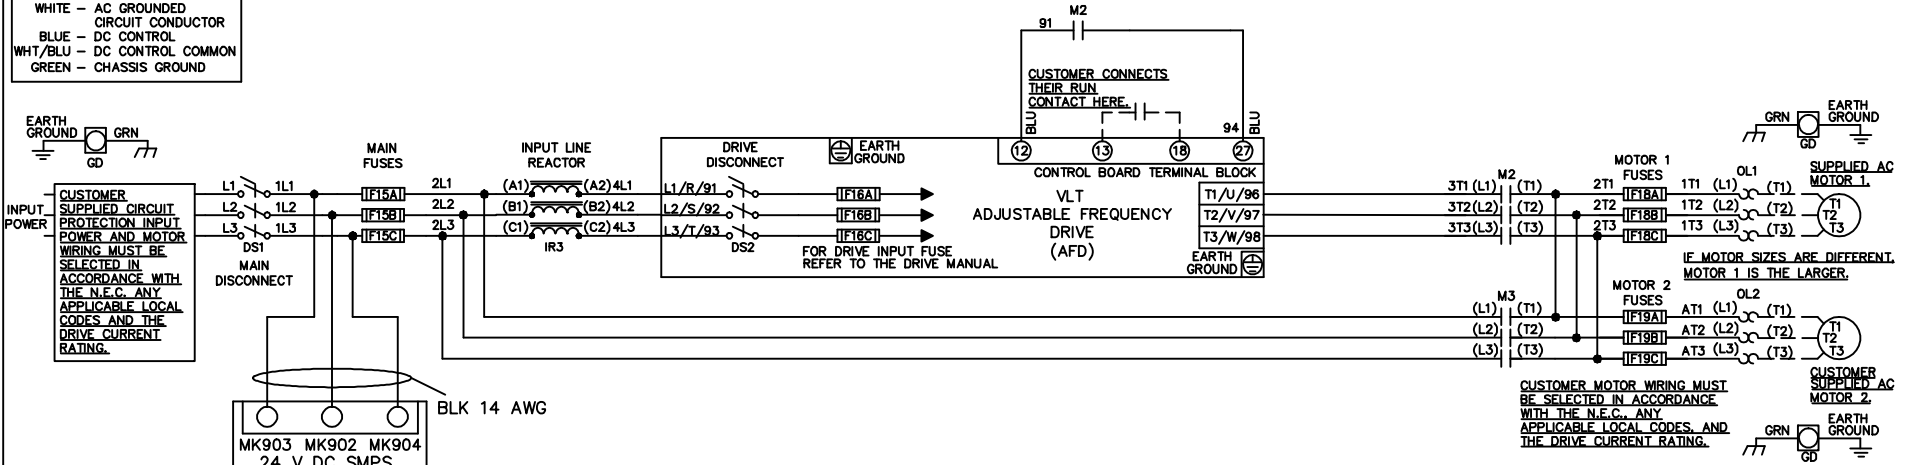 WHITE – AC GROUNDED
CIRCUIT CONDUCTOR
BLUE – DC CONTROL
WHT/BLU – DC CONTROL COMMON
GREEN – CHASSIS GROUND
EARTH
GROUND
GRN
GD
INPUT
POWER
CUSTOMER
SUPPLIED CIRCUIT
PROTECTION INPUT
POWER AND MOTOR
WIRING MUST BE
SELECTED IN
ACCORDANCE WITH
THE N.E.C. ANY
APPLICABLE LOCAL
CODES AND THE
DRIVE CURRENT
RATING.
L1 1L1
L2 1L2
L3 1L3
DS1
MAIN
DISCONNECT
MAIN
FUSES
F15A
F15B
F15C
2L1
2L2
2L3
INPUT LINE
REACTOR
(A1) (A2) 4L1
(B1) (B2) 4L2
(C1) (C2) 4L3
IR3
L1/R/91
L2/S/92
L3/T/93
DRIVE
DISCONNECT
DS2
EARTH
GROUND
F16A
F16B
F16C
FOR DRIVE INPUT FUSE
REFER TO THE DRIVE MANUAL
M2
91
CUSTOMER CONNECTS
THEIR RUN
CONTACT HERE.
BLU
94
BLU
12 13 18 27
CONTROL BOARD TERMINAL BLOCK
VLT
ADJUSTABLE FREQUENCY
DRIVE
(AFD)
T1/U/96
T2/V/97
T3/W/98
EARTH
GROUND
M2
3T1 (L1) (T1)
3T2(L2) (T2)
3T3(L3) (T3)
2T1
2T2
2T3
MOTOR 1
FUSES
F18A
F18B
F18C
1T1 (L1)
1T2 (L2)
1T3 (L3)
OL1
(T1)
(T2)
(T3)
T1
T2
T3
GRN
GD
EARTH
GROUND
SUPPLIED AC
MOTOR 1.
IF MOTOR SIZES ARE DIFFERENT,
MOTOR 1 IS THE LARGER.
M3
(L1) (T1)
(L2) (T2)
(L3) (T3)
MOTOR 2
FUSES
F19A
F19B
F19C
AT1 (L1)
AT2 (L2)
AT3 (L3)
OL2
(T1)
(T2)
(T3)
T1
T2
T3
CUSTOMER
SUPPLIED AC
MOTOR 2.
CUSTOMER MOTOR WIRING MUST
BE SELECTED IN ACCORDANCE
WITH THE N.E.C., ANY
APPLICABLE LOCAL CODES, AND
THE DRIVE CURRENT RATING.
GRN
GD
EARTH
GROUND
BLK 14 AWG
MK903 MK902 MK904
24 V DC SMPS